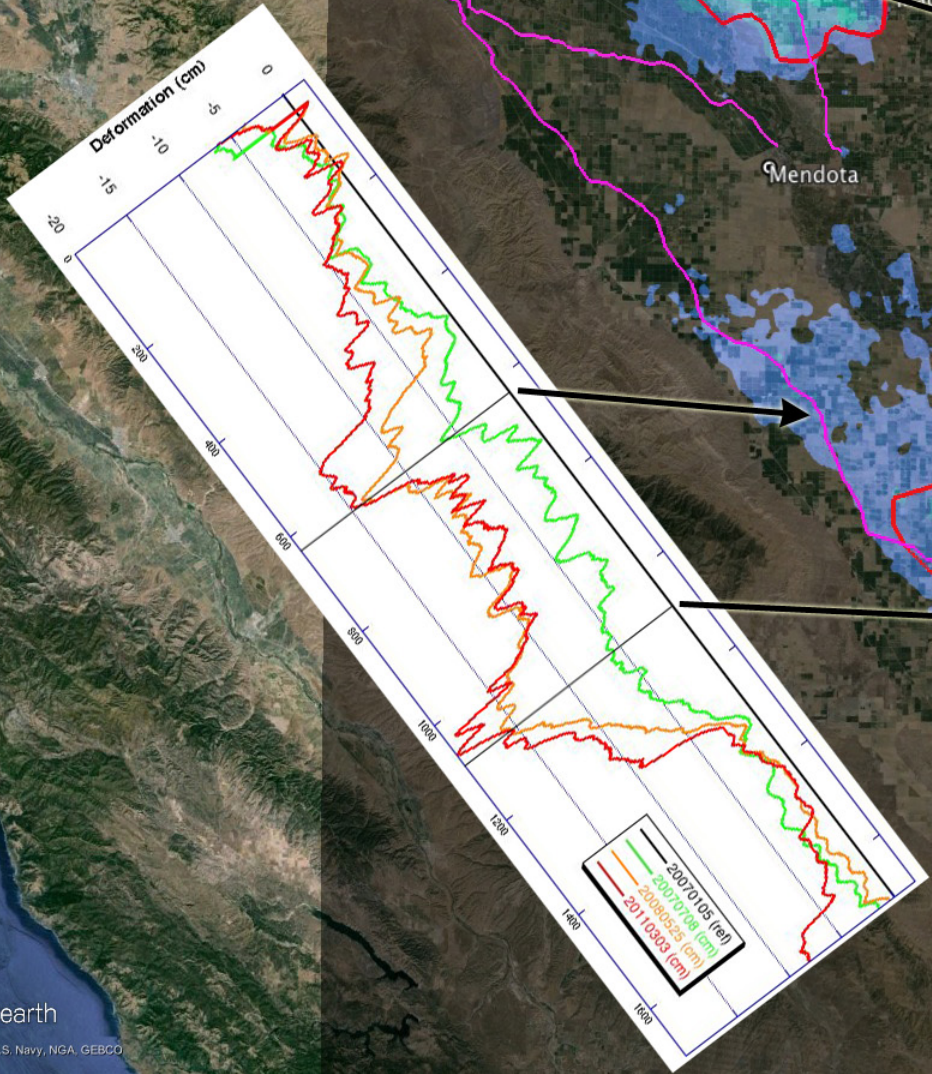 Deformation (cm)
0
-5
-10
-15
-20
0
200
400
600
800
1000
1200
1400
1600
20070105 (ref)
20070708 (cm)
20080525 (cm)
20110303 (cm)
Mendota
earth
S. Navy, NGA, GEBCO